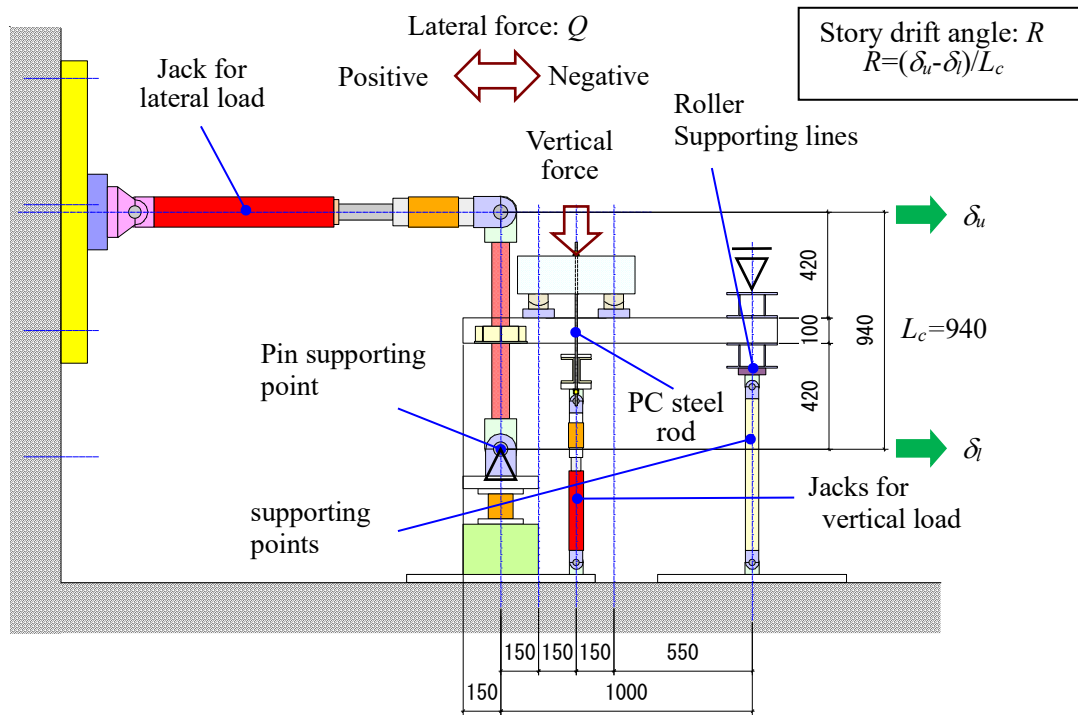 Lateral force: Q
Positive
Negative
Story drift angle: R
R=(δu-δl)/Lc
Jack for
lateral load
Roller
Supporting lines
Vertical
force
δu
420
100
940
Lc=940
420
Pin supporting
point
PC steel
rod
δl
supporting
points
Jacks for
vertical load
150
150
150
550
150
1000